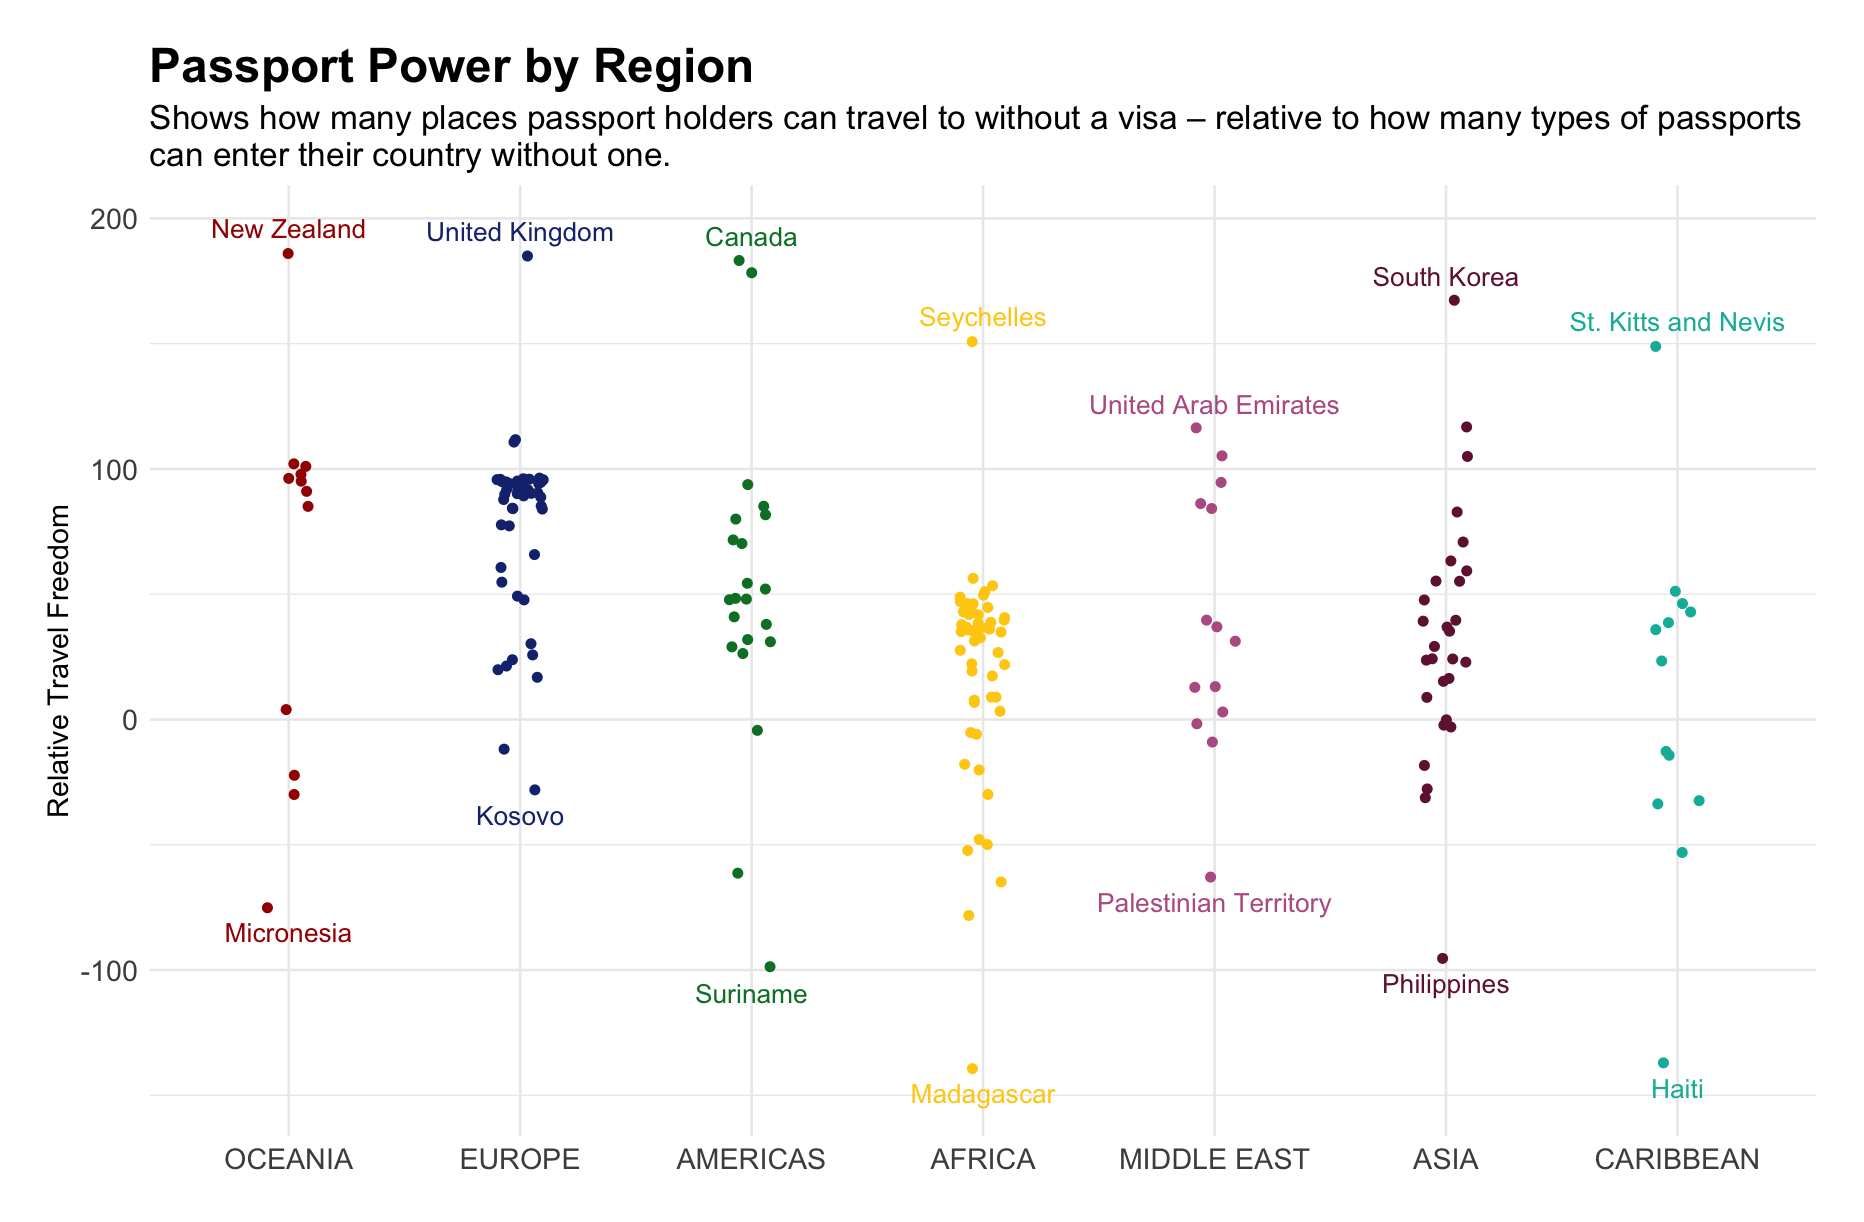 Passport Power by Region
Shows how many places passport holders can travel to without a visa – relative to how many types of passports
can enter their country without one.
Relative Travel Freedom
200
100
0
-100
New Zealand
United Kingdom
Canada
South Korea
Seychelles
St. Kitts and Nevis
United Arab Emirates
Kosovo
Palestinian Territory
Micronesia
Philippines
Suriname
Haiti
Madagascar
OCEANIA
EUROPE
AMERICAS
AFRICA
MIDDLE EAST
ASIA
CARIBBEAN